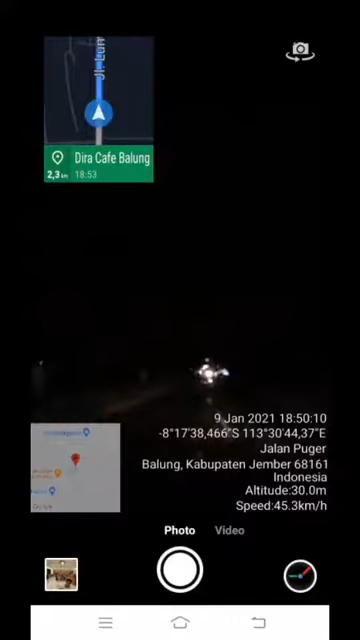 Jl. Lum
Dira Cafe Balung
2,3 km 18:53
9 Jan 2021 18:50:10
-8°17'38,466"S 113°30'44,37"E
Jalan Puger
Balung, Kabupaten Jember 68161
Indonesia
Altitude:30.0m
Speed:45.3km/h
Google
Photo Video